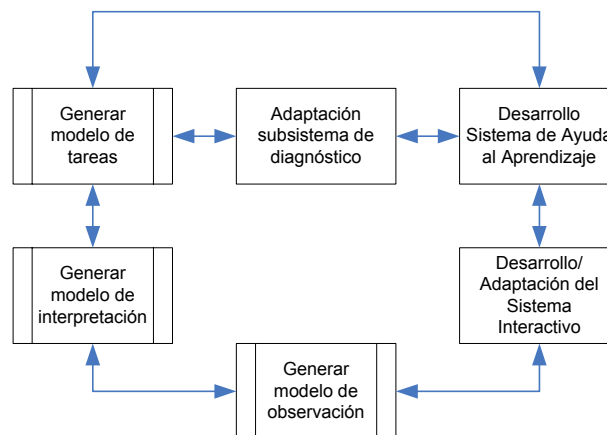 Generar
modelo de
tareas
Adaptación
subsistema de
diagnóstico
Desarrollo
Sistema de Ayuda
al Aprendizaje
Generar
modelo de
interpretación
Desarrollo/
Adaptación del
Sistema
Interactivo
Generar
modelo de
observación